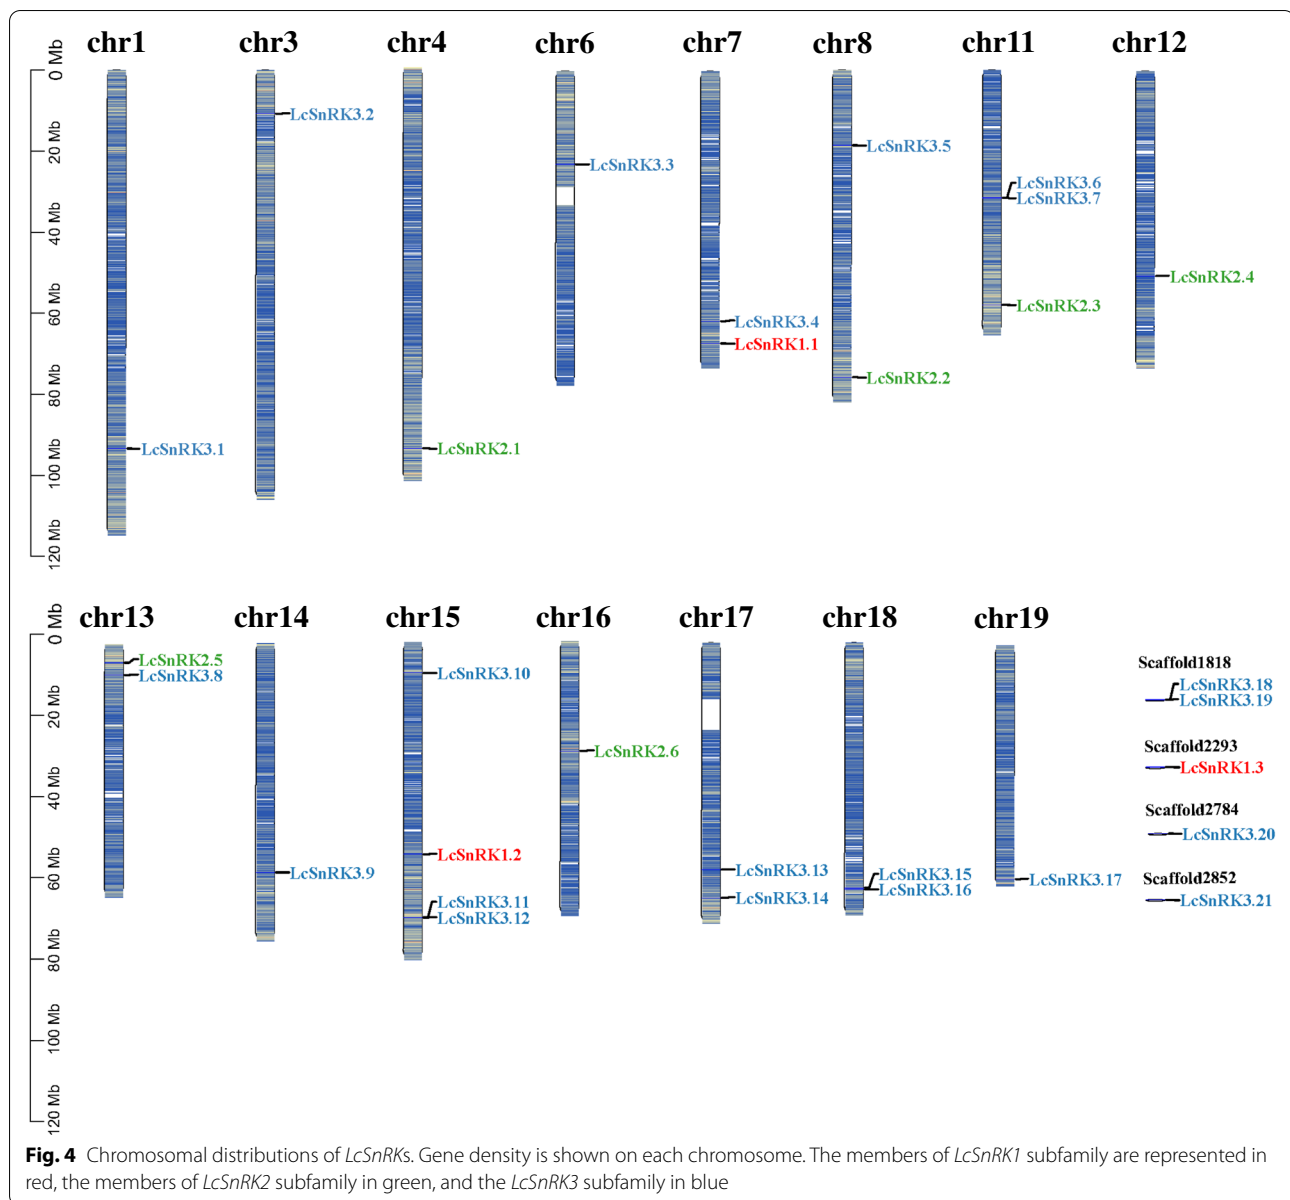 chr1 chr3 chr4 chr6 chr7 chr8 chr11 chr12
0 Mb
20 Mb
40 Mb
60 Mb
80 Mb
100 Mb
120 Mb
LcSnRK3.1
LcSnRK3.2
LcSnRK2.1
LcSnRK3.3
LcSnRK3.4
LcSnRK1.1
LcSnRK3.5
LcSnRK2.2
LcSnRK3.6
LcSnRK3.7
LcSnRK2.3
LcSnRK2.4
chr13 chr14 chr15 chr16 chr17 chr18 chr19
0 Mb
20 Mb
40 Mb
60 Mb
80 Mb
100 Mb
120 Mb
LcSnRK2.5
LcSnRK3.8
LcSnRK3.9
LcSnRK3.10
LcSnRK1.2
LcSnRK3.11
LcSnRK3.12
LcSnRK2.6
LcSnRK3.13
LcSnRK3.14
LcSnRK3.15
LcSnRK3.16
LcSnRK3.17
Scaffold1818
LcSnRK3.18
LcSnRK3.19
Scaffold2293
LcSnRK1.3
Scaffold2784
LcSnRK3.20
Scaffold2852
LcSnRK3.21
Fig. 4 Chromosomal distributions of LcSnRKs. Gene density is shown on each chromosome. The members of LcSnRK1 subfamily are represented in
red, the members of LcSnRK2 subfamily in green, and the LcSnRK3 subfamily in blue